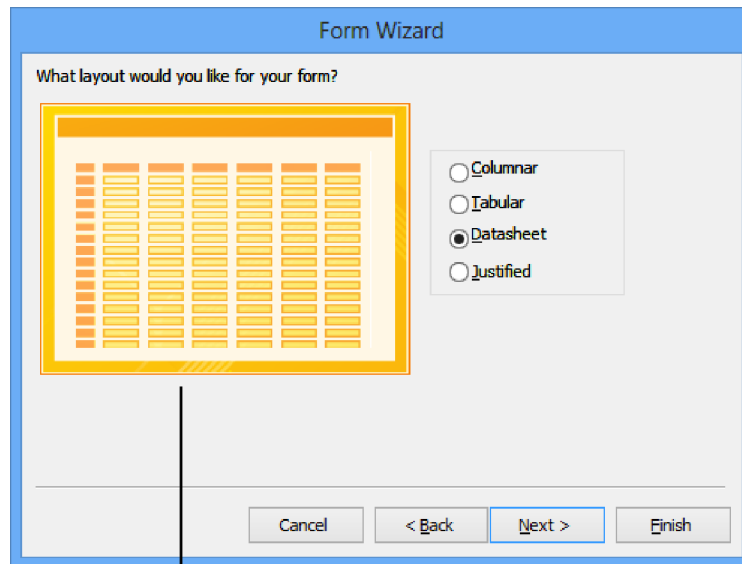 Form Wizard
What layout would you like for your form?
Columnar
Tabular
Datasheet
Justified
Cancel
< Back
Next >
Finish